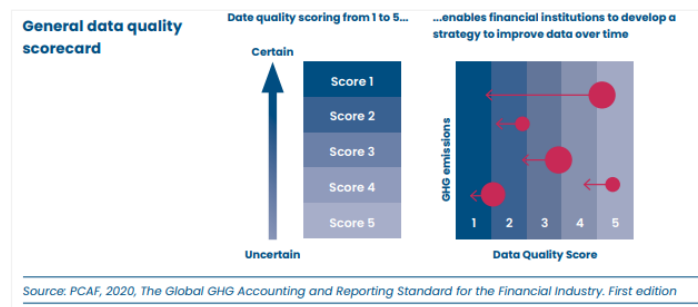 General data quality
scorecard
Date quality scoring from 1 to 5...
...enables financial institutions to develop a
strategy to improve data over time
Certain
Score 1
Score 2
Score 3
Score 4
Score 5
Uncertain
GHG emissions
1 2 3 4 5
Data Quality Score
Source: PCAF, 2020, The Global GHG Accounting and Reporting Standard for the Financial Industry. First edition